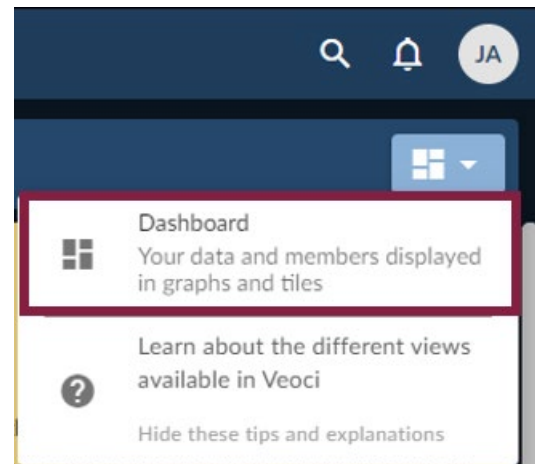 JA
Dashboard
Your data and members displayed
in graphs and tiles
Learn about the different views
available in Veoci
Hide these tips and explanations